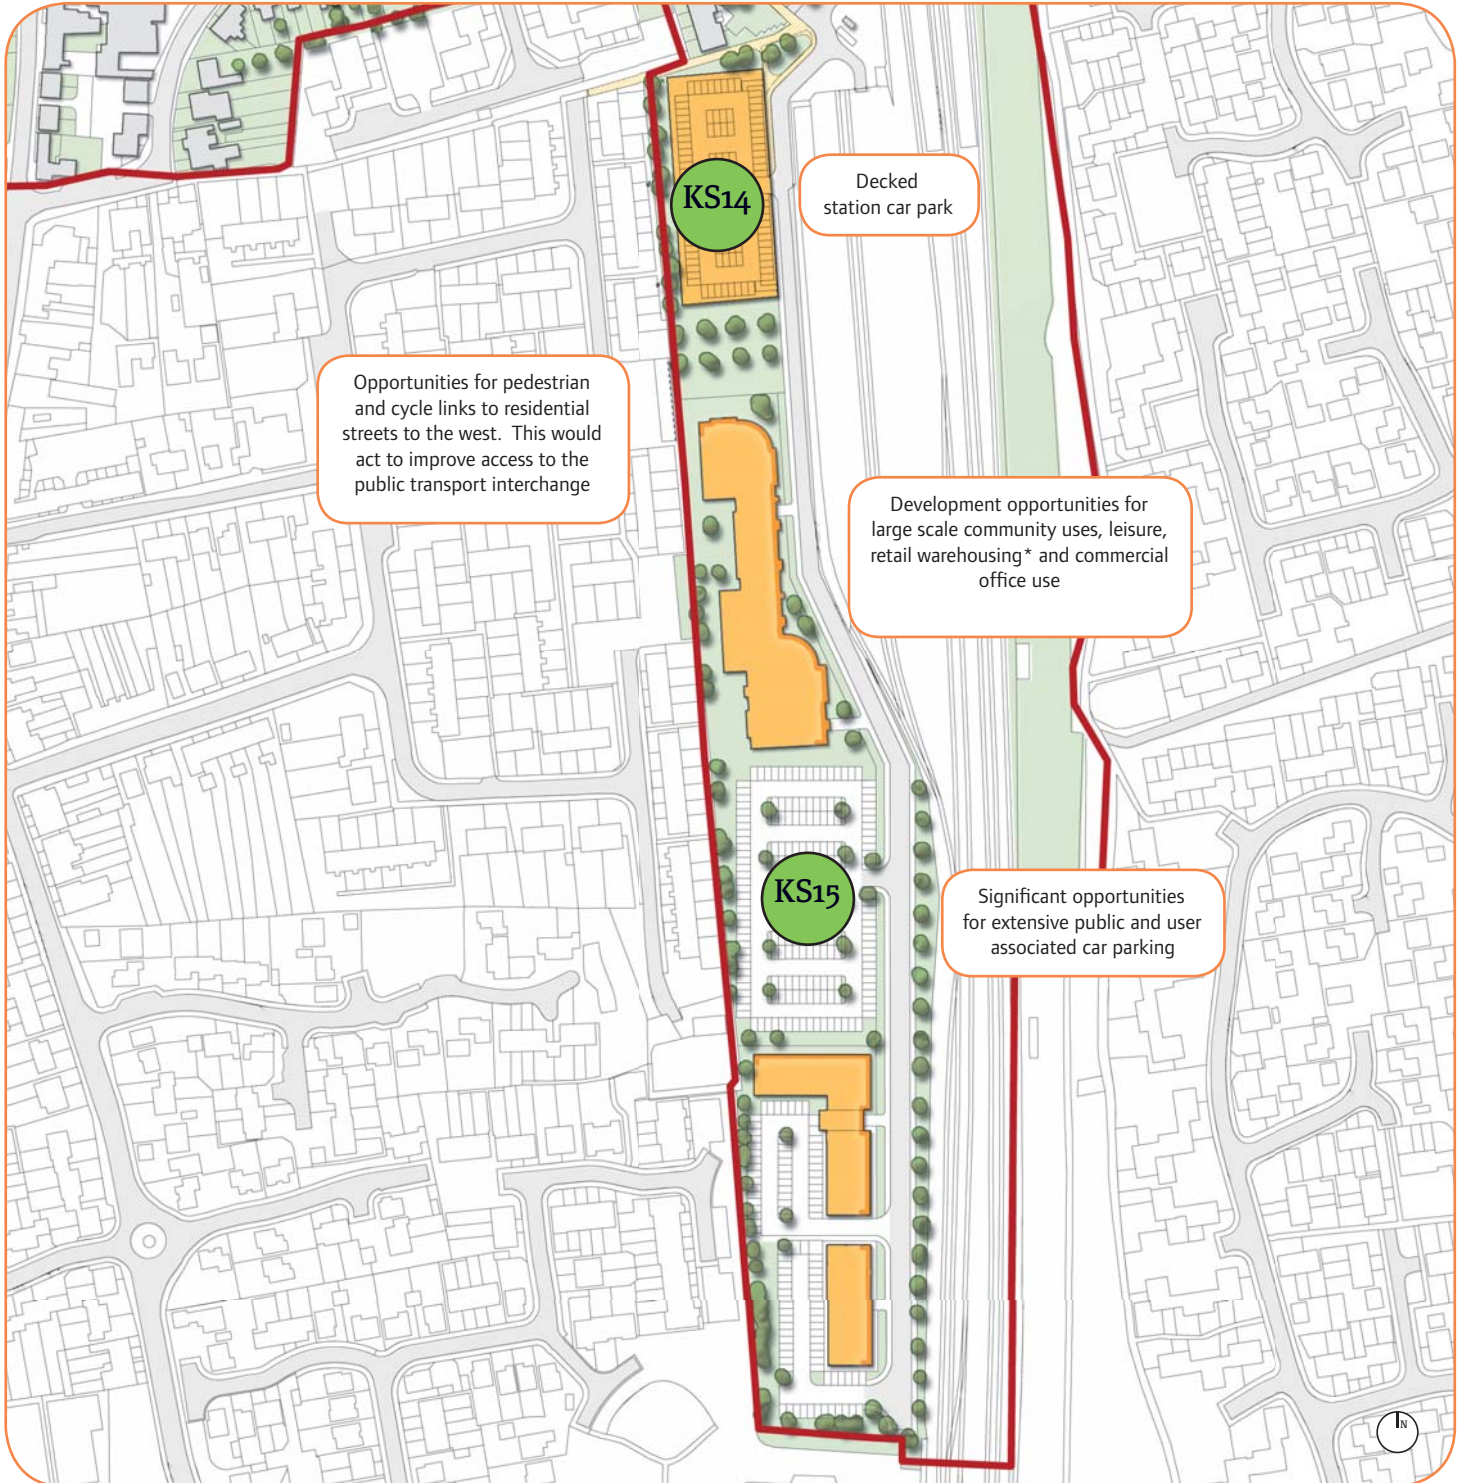 KS14
Decked
station car park
Opportunities for pedestrian
and cycle links to residential
streets to the west. This would
act to improve access to the
public transport interchange
Development opportunities for
large scale community uses, leisure,
retail warehousing* and commercial
office use
KS15
Significant opportunities
for extensive public and user
associated car parking
N